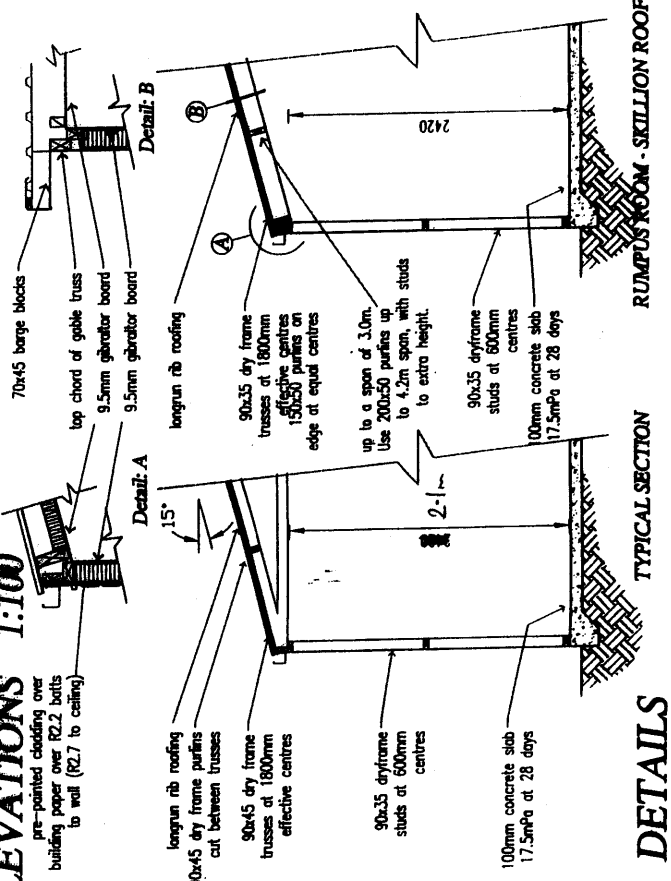 EVATIONS 1:100
pre-painted cladding over
building paper over R2.2 batts
to wall (R2.7 to ceiling)
Detail: A
70x45 barge blocks
top chord of gable truss
9.5mm gibraltor board
9.5mm gibraltor board
Detail: B
longrun rib roofing
90x45 dry frame purlins
cut between trusses
90x45 dry frame
trusses at 1800mm
effective centres
15°
90x35 dryframe
studs at 600mm
centres
100mm concrete slab
17.5mPa at 28 days
longrun rib roofing
90x35 dry frame
trusses at 1800mm
effective centres
150x50 purlins on
edge at equal centres
up to a span of 3.0m.
Use 200x50 purlins up
to 4.2m span, with studs
to extra height.
90x35 dryframe
studs at 600mm
centres
100mm concrete slab
17.5mPa at 28 days
A
B
2420
TYPICAL SECTION
RUMPUS ROOM - SKILLION ROOF
DETAILS